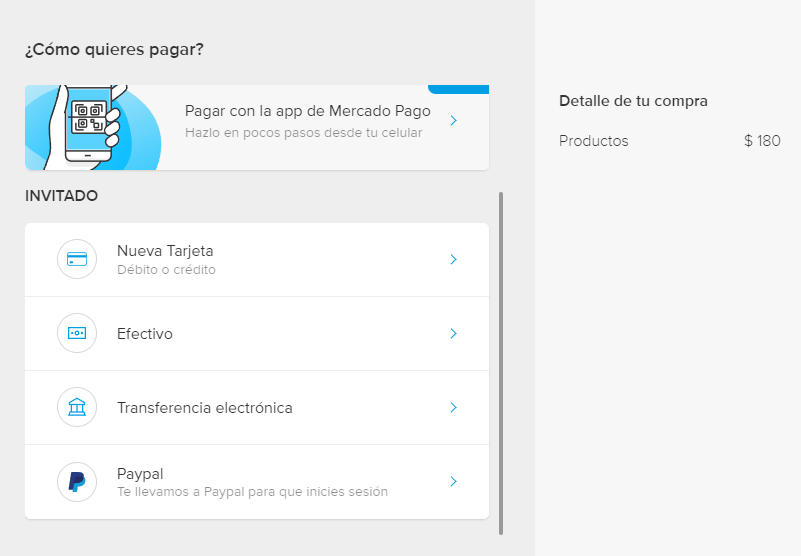 ¿Cómo quieres pagar?
Pagar con la app de Mercado Pago
Hazlo en pocos pasos desde tu celular
INVITADO
Nueva Tarjeta
Débito o crédito
Efectivo
Transferencia electrónica
Paypal
Te llevamos a Paypal para que inicies sesión
Detalle de tu compra
Productos $ 180